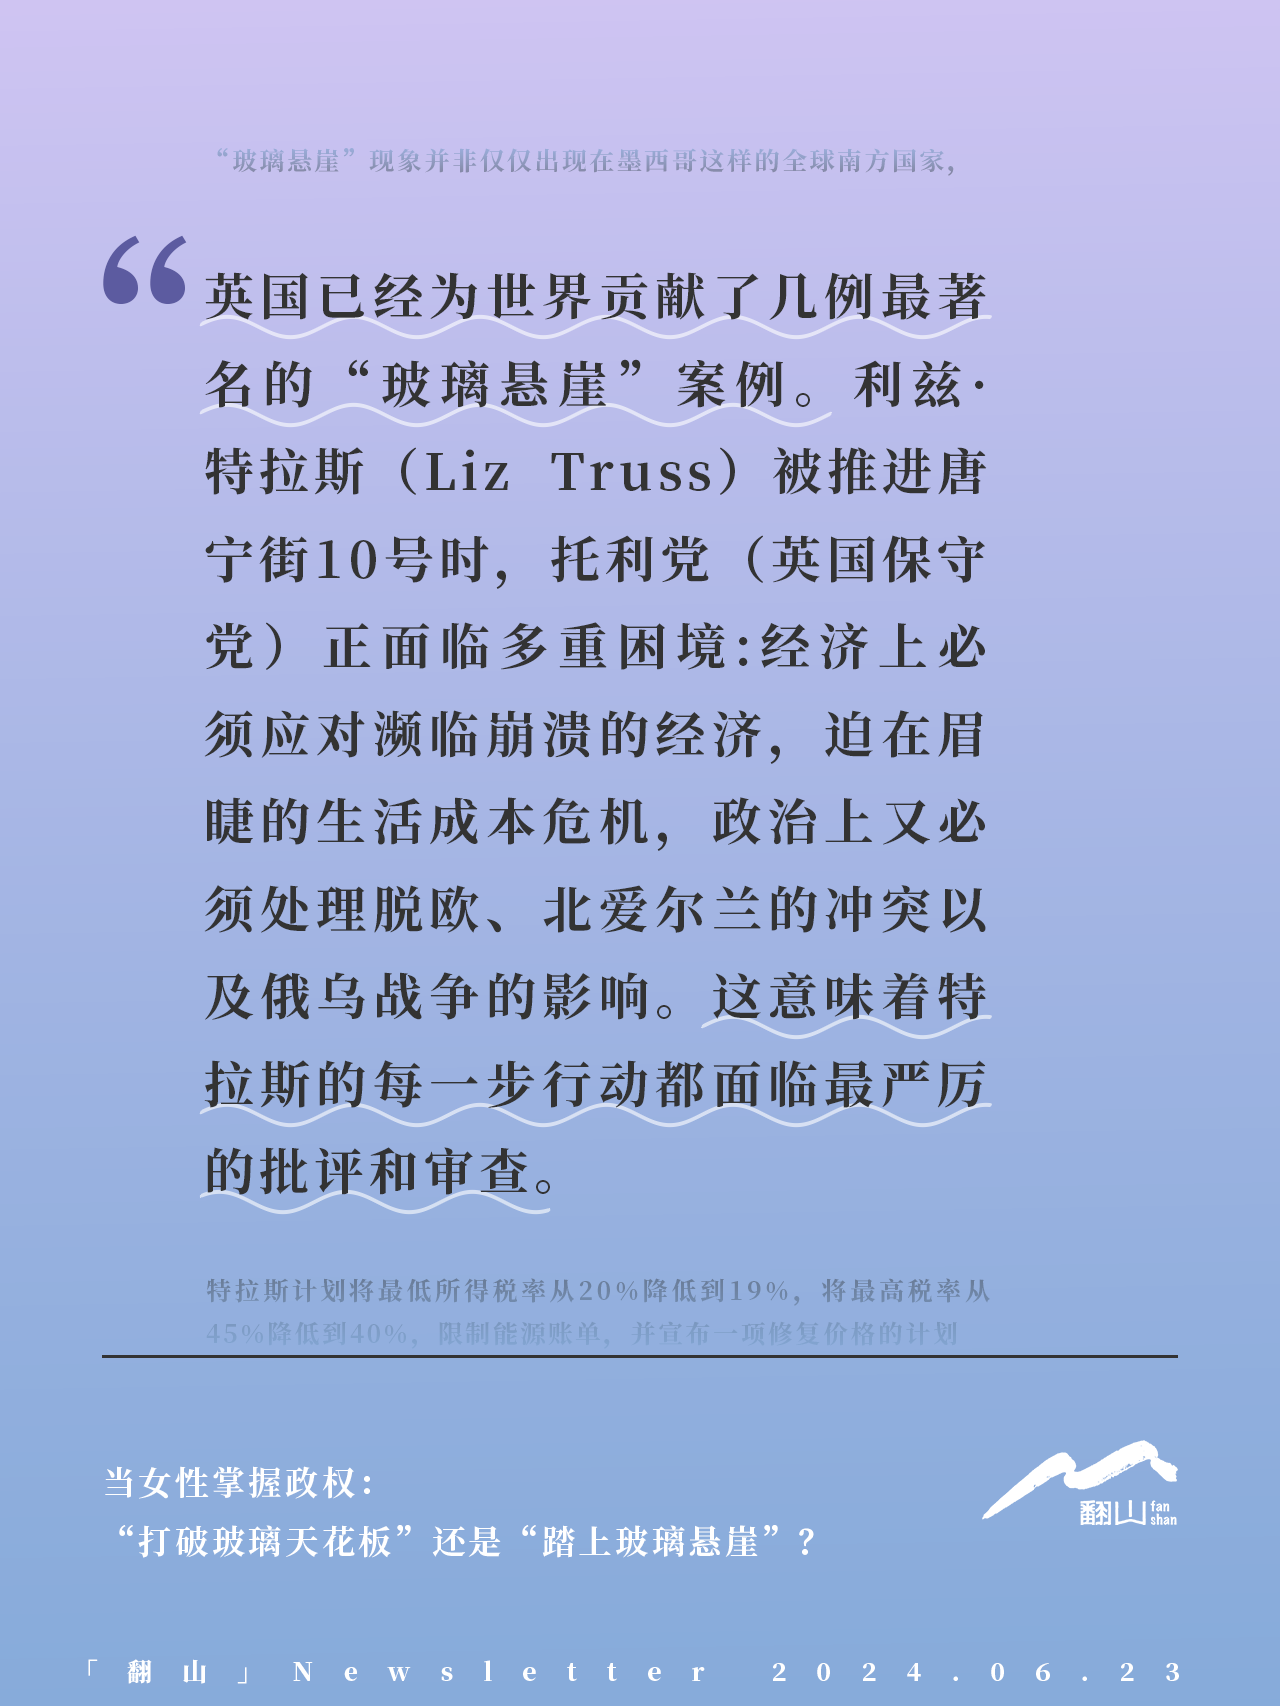 “玻璃悬崖”现象并非仅仅出现在墨西哥这样的全球南方国家，
“英国已经为世界贡献了几例最著
名的“玻璃悬崖”案例。利兹·
特拉斯（Liz Truss）被推进唐
宁街10号时，托利党（英国保守
党）正面临多重困境：经济上必
须应对濒临崩溃的经济，迫在眉
睫的生活成本危机，政治上又必
须处理脱欧、北爱尔兰的冲突以
及俄乌战争的影响。这意味着特
拉斯的每一步行动都面临最严厉
的批评和审查。
特拉斯计划将最低所得税率从20%降低到19%，将最高税率从
45%降低到40%，限制能源账单，并宣布一项修复价格的计划
当女性掌握政权：
“打破玻璃天花板”还是“踏上玻璃悬崖”？
翻山 fan
shan
「翻山」Newsletter 2024.06.23